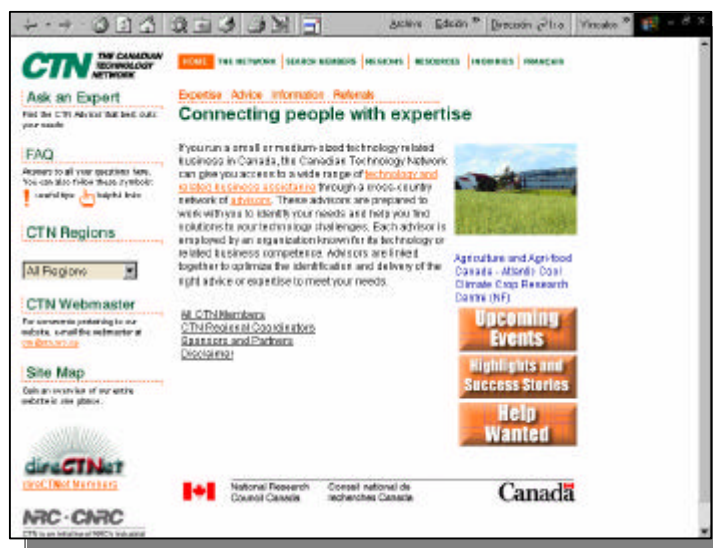 Archivo Edición » Dirección Vínculos »
CTN THE CANADIAN
TECHNOLOGY
NETWORK
HOME THE NETWORK SEARCH MEMBERS REGIONS RESOURCES INQUIRIES FRANÇAIS
Ask an Expert
Find the CTN Advisor that best suits
your needs
FAQ
Answers to all your questions here.
You can also follow these symbols:
useful tips helpful links
CTN Regions
All Regions
CTN Webmaster
For comments pertaining to our
website, e-mail the webmaster at
Site Map
Gain an overview of our entire
website in one glance.
direCTNet
direCTNet Members
NRC · CNRC
CTN is an initiative of NRC's Industrial
Expertise Advice Information Referrals
Connecting people with expertise
If you run a small or medium-sized technology related
business in Canada, the Canadian Technology Network
can give you access to a wide range of technology and
related business assistance through a cross-country
network of advisors. These advisors are prepared to
work with you to identify your needs and help you find
solutions to your technology challenges. Each advisor is
employed by an organization known for its technology or
related business competence. Advisors are linked
together to optimize the identification and delivery of the
right advice or expertise to meet your needs.
All CTN Members
CTN Regional Coordinators
Sponsors and Partners
Disclaimer
Agriculture and Agri-food
Canada - Atlantic Cool
Climate Crop Research
Centre (NF)
Upcoming
Events
Highlights and
Success Stories
Help
Wanted
National Research
Council Canada
Conseil national de
recherches Canada
Canada